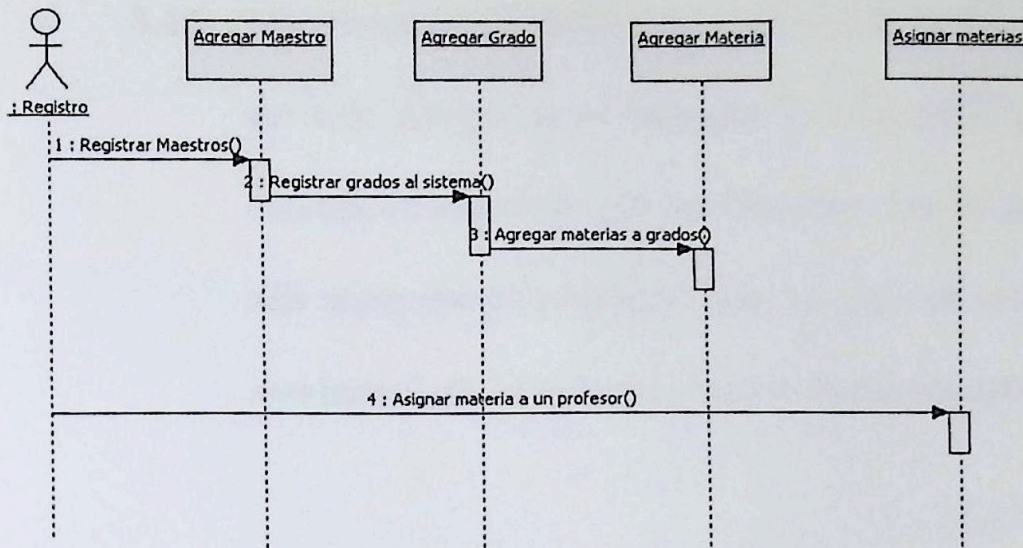 Agregar Maestro
Agregar Grado
Agregar Materia
Asignar materias
: Registro
1 : Registrar Maestros()
2 : Registrar grados al sistema()
3 : Agregar materias a grados()
4 : Asignar materia a un profesor()